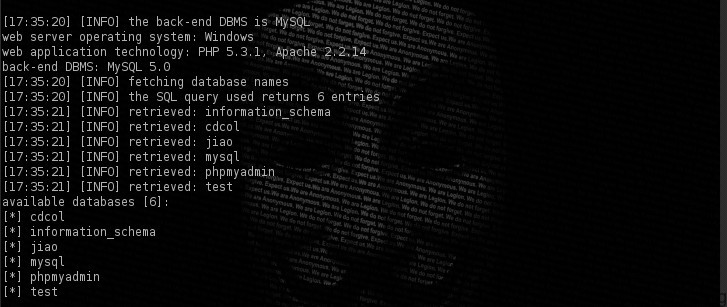 [17:35:20] [INFO] the back-end DBMS is MySQL
web server operating system: Windows
web application technology: PHP 5.3.1, Apache 2.2.14
back-end DBMS: MySQL 5.0
[17:35:20] [INFO] fetching database names
[17:35:20] [INFO] the SQL query used returns 6 entries
[17:35:21] [INFO] retrieved: information_schema
[17:35:21] [INFO] retrieved: cdcol
[17:35:21] [INFO] retrieved: jiao
[17:35:21] [INFO] retrieved: mysql
[17:35:21] [INFO] retrieved: phpmyadmin
[17:35:21] [INFO] retrieved: test
available databases [6]:
[*] cdcol
[*] information_schema
[*] jiao
[*] mysql
[*] phpmyadmin
[*] test